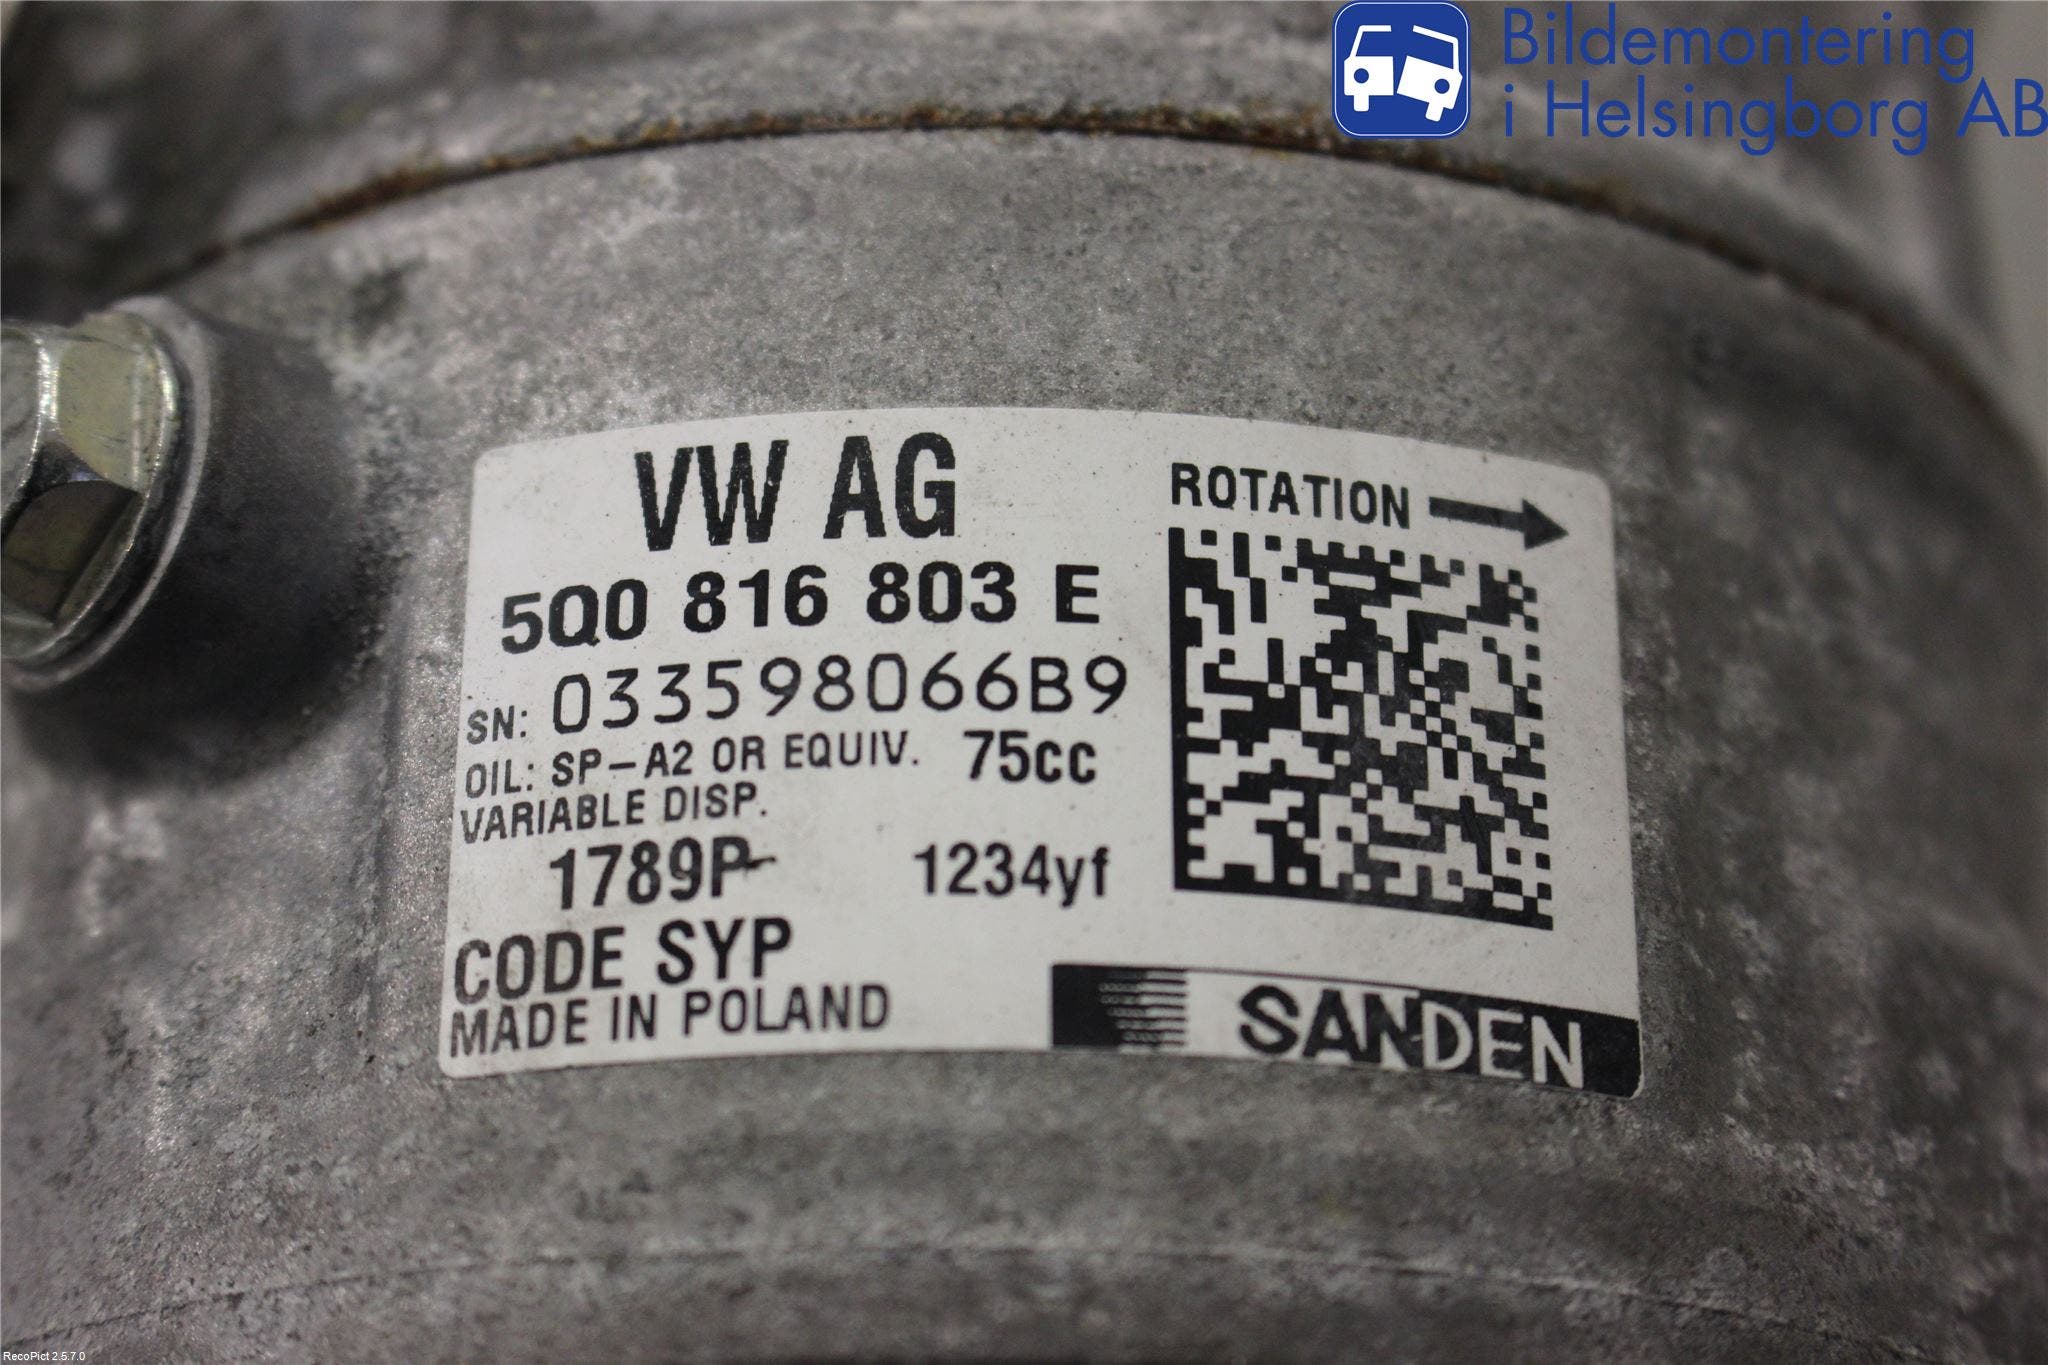 Bildemontering
i Helsingborg AB
VW AG
ROTATION
5Q0 816 803 E
SN: 033598066B9
OIL: SP-A2 OR EQUIV. 75cc
VARIABLE DISP.
1789P- 1234yf
CODE SYP
MADE IN POLAND
SANDEN
RecoPict 2.5.7.0